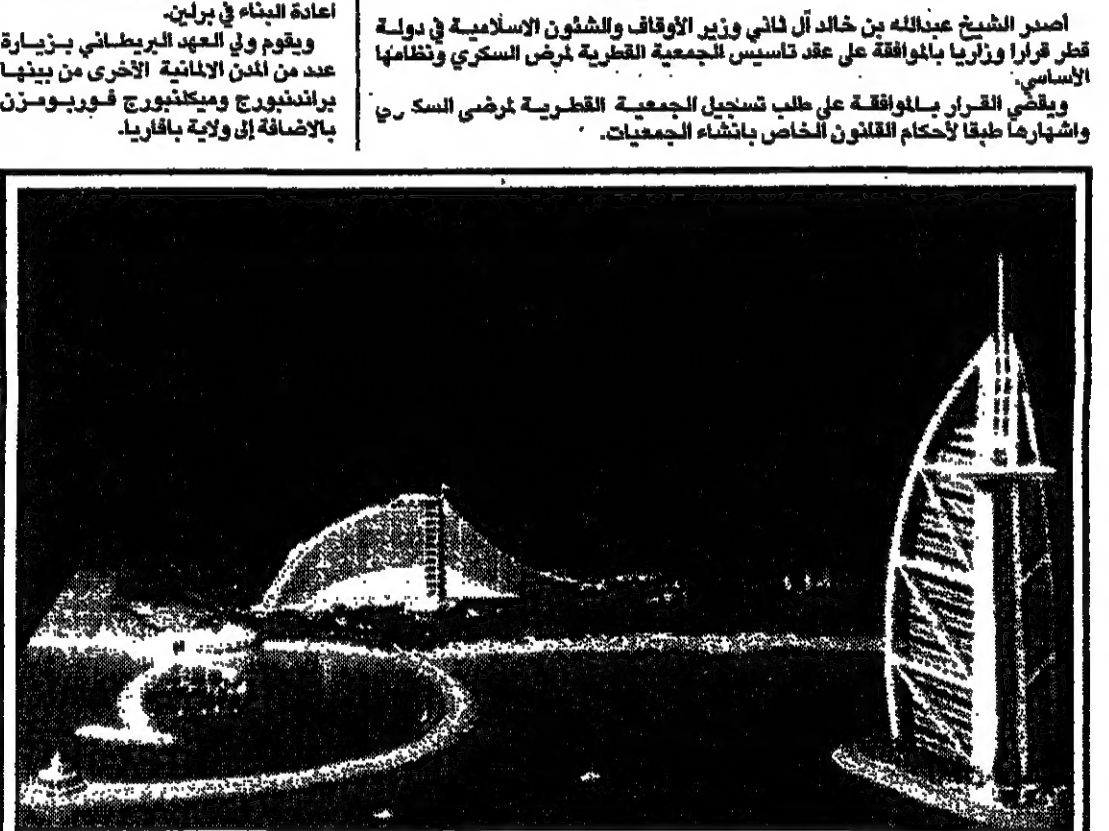 اصدر الشيخ عبدالله بن خالد آل ثاني وزير الأوقاف والشئون الاسلامية في دولة
قطر قرارا وزاريا بالموافقة على عقد تاسيس الجمعية القطرية لمرض السكري ونظامها
الأساسي.
ويقضي القرار بالموافقة على طلب تسجيل الجمعية القطرية لمرضى السكري
واشهارها طبقا لأحكام القانون الخاص بانشاء الجمعيات.
اعادة البناء في برلين.
ويقوم ولي العهد البريطاني بزيارة
عدد من المدن الالمانية الأخرى من بينها
براندنبورج وميكلنبورج فوربومزن
بالاضافة إلى ولاية بافاريا.